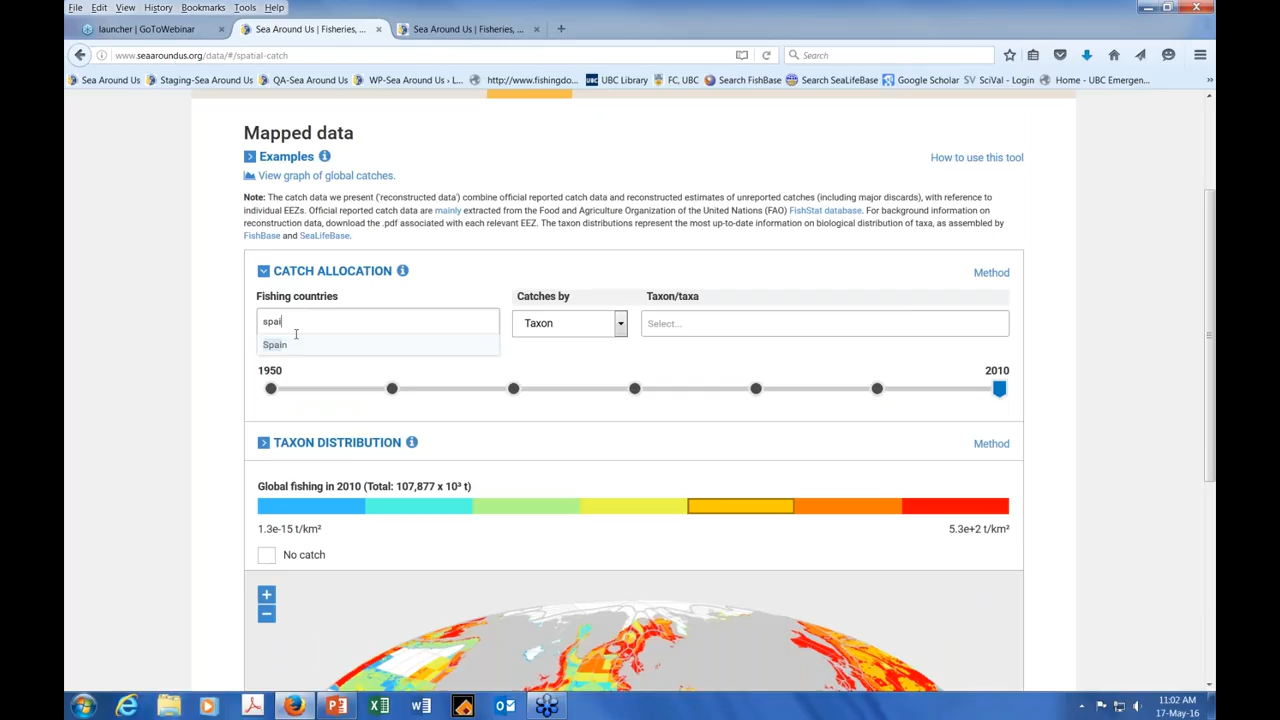 File Edit View History Bookmarks Tools Help
launcher | GoToWebinar × Sea Around Us | Fisheries, ... × Sea Around Us | Fisheries, ... × +
www.seaaroundus.org/data/#/spatial-catch Search
Sea Around Us Staging-Sea Around Us QA-Sea Around Us WP-Sea Around Us › L... http://www.fishingdo... UBC Library FC, UBC Search FishBase Search SeaLifeBase Google Scholar SV SciVal - Login Home - UBC Emergen... »
Mapped data
Examples
How to use this tool
View graph of global catches.
Note: The catch data we present ('reconstructed data') combine official reported catch data and reconstructed estimates of unreported catches (including major discards), with reference to
individual EEZs. Official reported catch data are mainly extracted from the Food and Agriculture Organization of the United Nations (FAO) FishStat database. For background information on
reconstruction data, download the .pdf associated with each relevant EEZ. The taxon distributions represent the most up-to-date information on biological distribution of taxa, as assembled by
FishBase and SeaLifeBase.
CATCH ALLOCATION Method
Fishing countries Catches by Taxon/taxa
spai Taxon Select...
Spain
1950 2010
TAXON DISTRIBUTION Method
Global fishing in 2010 (Total: 107,877 x 10³ t)
1.3e-15 t/km² 5.3e+2 t/km²
No catch
+
−
11:02 AM
17-May-16